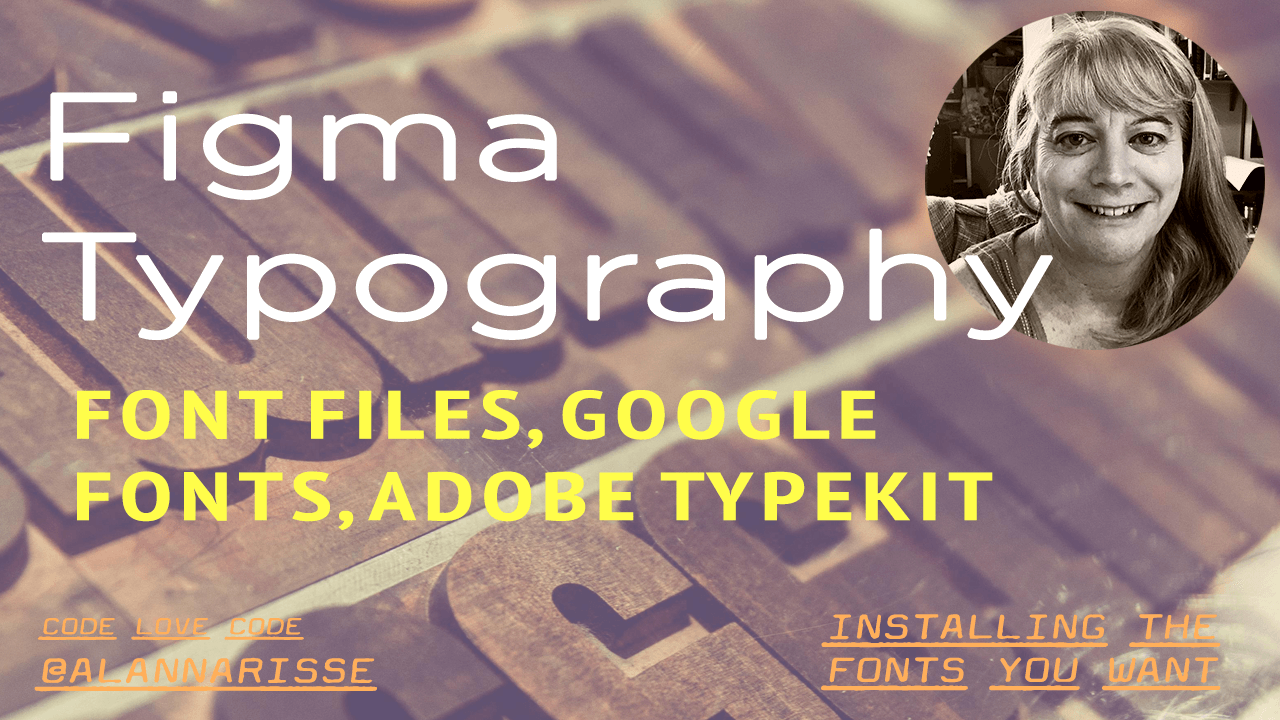 Figma
Typography
FONT FILES, GOOGLE
FONTS, ADOBE TYPEKIT
CODE LOVE CODE
@ALANNARISSE
INSTALLING THE
FONTS YOU WANT